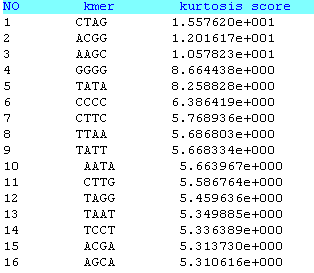 NO kmer kurtosis score
1 CTAG 1.557620e+001
2 ACGG 1.201617e+001
3 AAGC 1.057823e+001
4 GGGG 8.664438e+000
5 TATA 8.258828e+000
6 CCCC 6.386419e+000
7 CTTC 5.768936e+000
8 TTAA 5.686803e+000
9 TATT 5.668334e+000
10 AATA 5.663967e+000
11 CTTG 5.586764e+000
12 TAGG 5.459636e+000
13 TAAT 5.349885e+000
14 TCCT 5.336389e+000
15 ACGA 5.313730e+000
16 AGCA 5.310616e+000